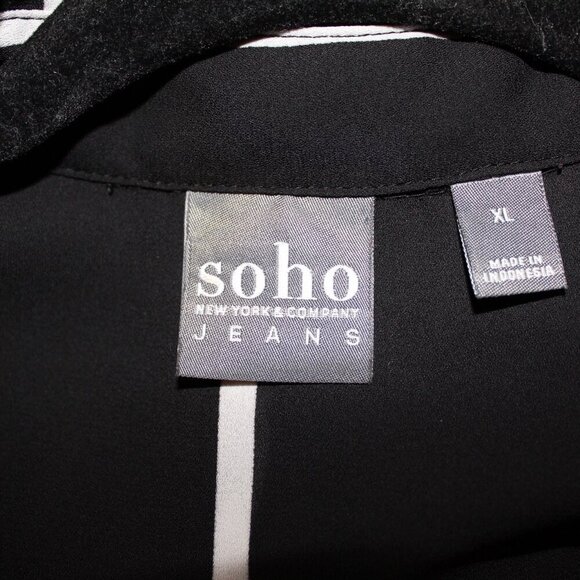 soho
NEW YORK & COMPANY
JEANS
XL
MADE IN
INDONESIA